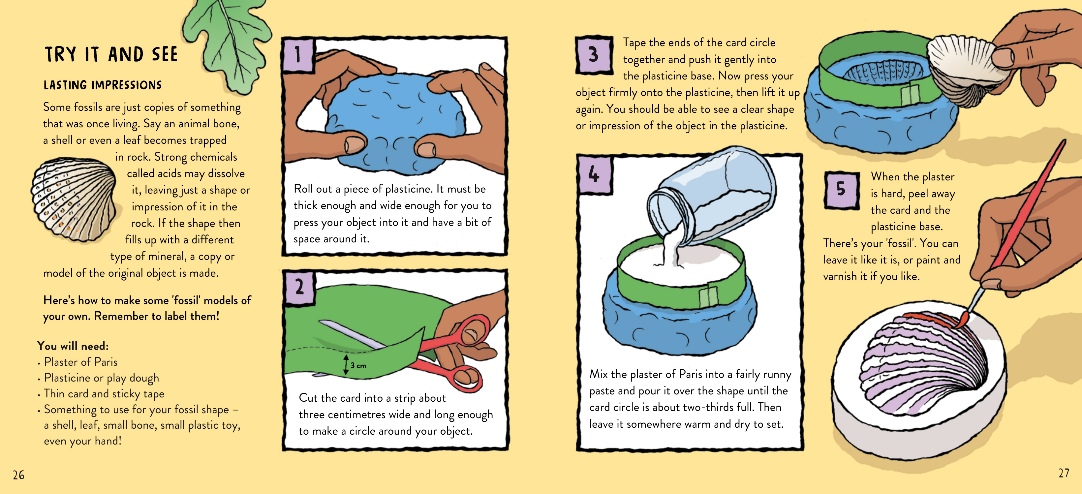 TRY IT AND SEE
LASTING IMPRESSIONS
Some fossils are just copies of something
that was once living. Say an animal bone,
a shell or even a leaf becomes trapped
in rock. Strong chemicals
called acids may dissolve
it, leaving just a shape or
impression of it in the
rock. If the shape then
fills up with a different
type of mineral, a copy or
model of the original object is made.
Here's how to make some 'fossil' models of
your own. Remember to label them!
You will need:
• Plaster of Paris
• Plasticine or play dough
• Thin card and sticky tape
• Something to use for your fossil shape –
a shell, leaf, small bone, small plastic toy,
even your hand!
26
1
Roll out a piece of plasticine. It must be
thick enough and wide enough for you to
press your object into it and have a bit of
space around it.
2
3 cm
Cut the card into a strip about
three centimetres wide and long enough
to make a circle around your object.
3
Tape the ends of the card circle
together and push it gently into
the plasticine base. Now press your
object firmly onto the plasticine, then lift it up
again. You should be able to see a clear shape
or impression of the object in the plasticine.
4
Mix the plaster of Paris into a fairly runny
paste and pour it over the shape until the
card circle is about two-thirds full. Then
leave it somewhere warm and dry to set.
5
When the plaster
is hard, peel away
the card and the
plasticine base.
There's your 'fossil'. You can
leave it like it is, or paint and
varnish it if you like.
27